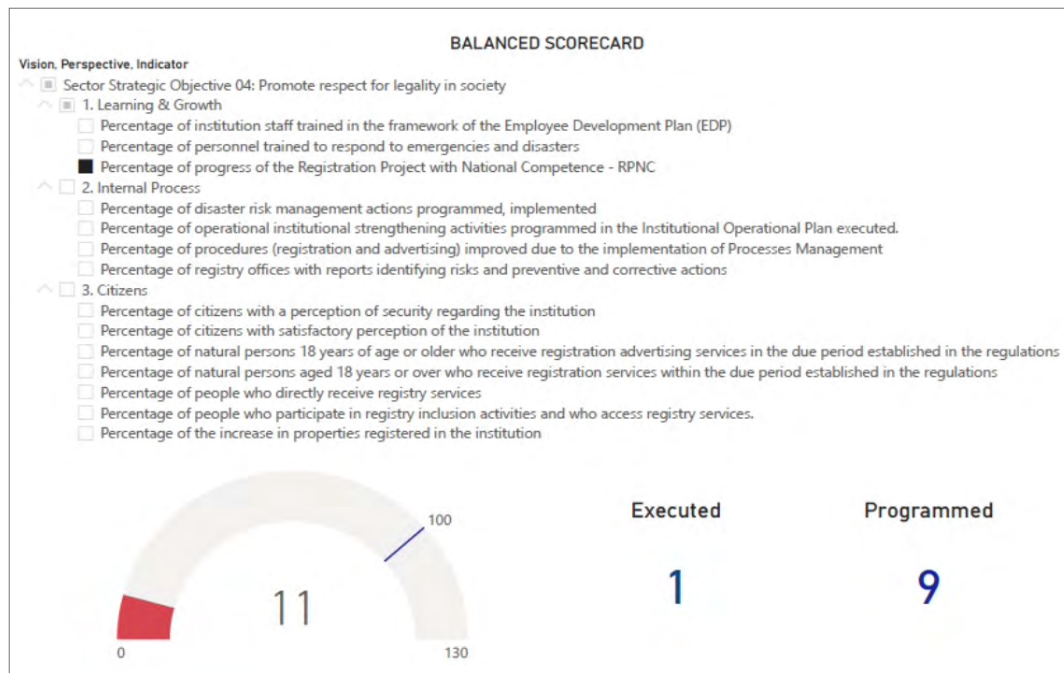 BALANCED SCORECARD
Vision, Perspective, Indicator
Sector Strategic Objective 04: Promote respect for legality in society
1. Learning & Growth
Percentage of institution staff trained in the framework of the Employee Development Plan (EDP)
Percentage of personnel trained to respond to emergencies and disasters
Percentage of progress of the Registration Project with National Competence - RPNC
2. Internal Process
Percentage of disaster risk management actions programmed, implemented
Percentage of operational institutional strengthening activities programmed in the Institutional Operational Plan executed.
Percentage of procedures (registration and advertising) improved due to the implementation of Processes Management
Percentage of registry offices with reports identifying risks and preventive and corrective actions
3. Citizens
Percentage of citizens with a perception of security regarding the institution
Percentage of citizens with satisfactory perception of the institution
Percentage of natural persons 18 years of age or older who receive registration advertising services in the due period established in the regulations
Percentage of natural persons aged 18 years or over who receive registration services within the due period established in the regulations
Percentage of people who directly receive registry services
Percentage of people who participate in registry inclusion activities and who access registry services.
Percentage of the increase in properties registered in the institution
100
11
0
130
Executed
1
Programmed
9